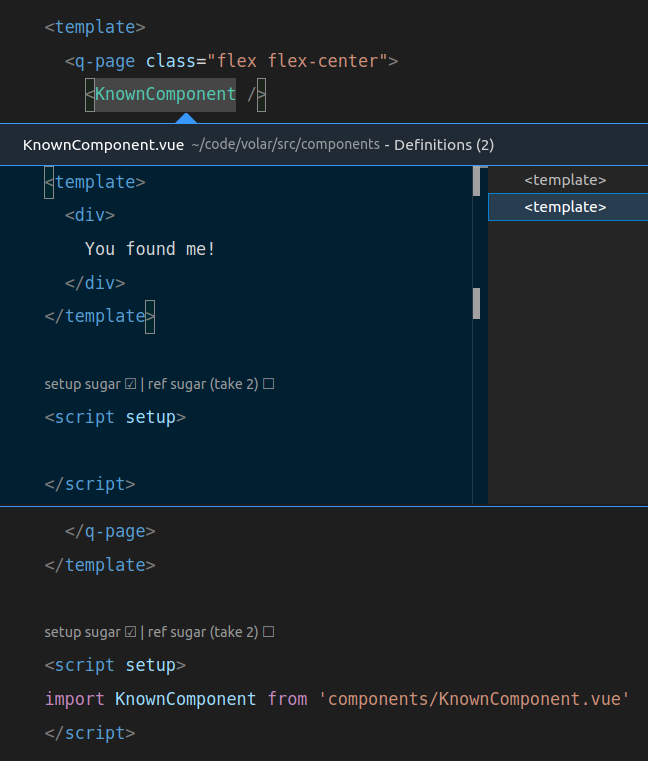 <template>
<q-page class="flex flex-center">
<KnownComponent />
KnownComponent.vue ~/code/volar/src/components - Definitions (2)
<template>
<div>
You found me!
</div>
</template>
setup sugar ☑ | ref sugar (take 2) ☐
<script setup>
</script>
<template>
<template>
</q-page>
</template>
setup sugar ☑ | ref sugar (take 2) ☐
<script setup>
import KnownComponent from 'components/KnownComponent.vue'
</script>